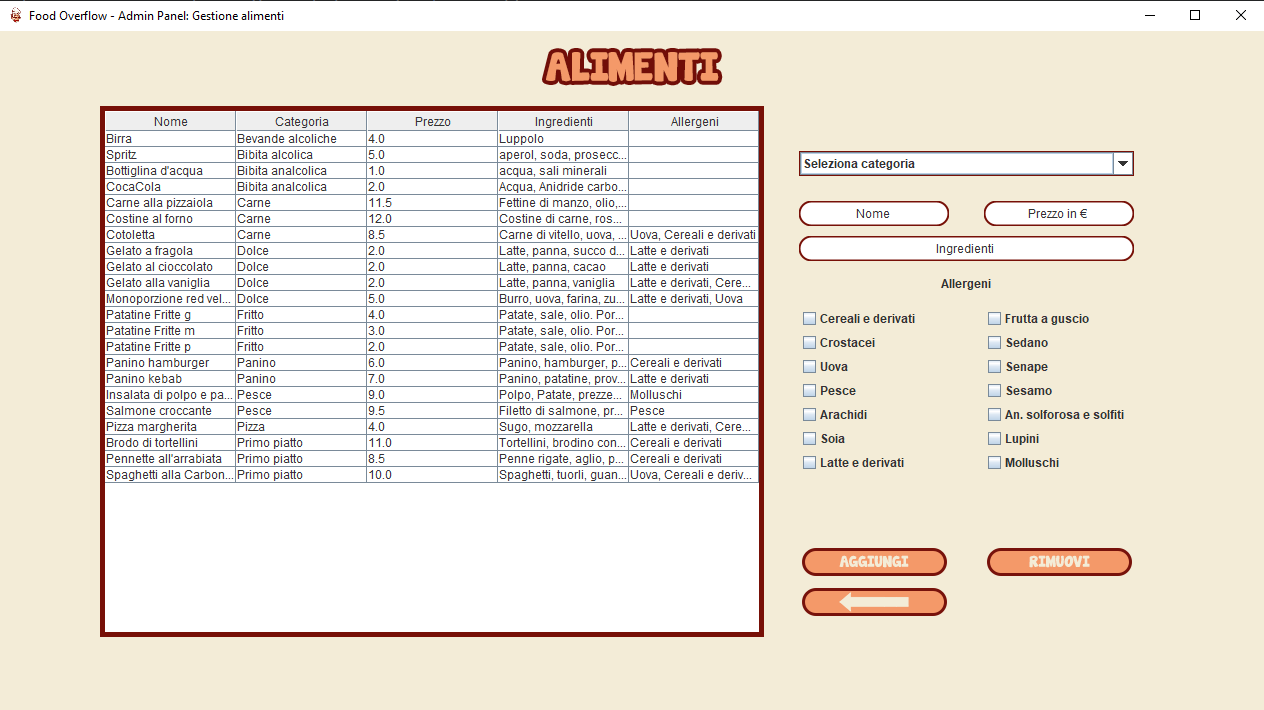 Food Overflow - Admin Panel: Gestione alimenti
ALIMENTI
Nome Categoria Prezzo Ingredienti Allergeni
Birra Bevande alcoliche 4.0 Luppolo
Spritz Bibita alcolica 5.0 aperol, soda, prosecc...
Bottiglina d'acqua Bibita analcolica 1.0 acqua, sali minerali
CocaCola Bibita analcolica 2.0 Acqua, Anidride carbo...
Carne alla pizzaiola Carne 11.5 Fettine di manzo, olio,...
Costine al forno Carne 12.0 Costine di carne, ros...
Cotoletta Carne 8.5 Carne di vitello, uova, ... Uova, Cereali e derivati
Gelato a fragola Dolce 2.0 Latte, panna, succo d... Latte e derivati
Gelato al cioccolato Dolce 2.0 Latte, panna, cacao Latte e derivati
Gelato alla vaniglia Dolce 2.0 Latte, panna, vaniglia Latte e derivati, Cere...
Monoporzione red vel... Dolce 5.0 Burro, uova, farina, zu... Latte e derivati, Uova
Patatine Fritte g Fritto 4.0 Patate, sale, olio. Por...
Patatine Fritte m Fritto 3.0 Patate, sale, olio. Por...
Patatine Fritte p Fritto 2.0 Patate, sale, olio. Por...
Panino hamburger Panino 6.0 Panino, hamburger, p... Cereali e derivati
Panino kebab Panino 7.0 Panino, patatine, prov... Latte e derivati
Insalata di polpo e pa... Pesce 9.0 Polpo, Patate, prezze... Molluschi
Salmone croccante Pesce 9.5 Filetto di salmone, pr... Pesce
Pizza margherita Pizza 4.0 Sugo, mozzarella Latte e derivati, Cere...
Brodo di tortellini Primo piatto 11.0 Tortellini, brodino con... Cereali e derivati
Pennette all'arrabiata Primo piatto 8.5 Penne rigate, aglio, p... Cereali e derivati
Spaghetti alla Carbon... Primo piatto 10.0 Spaghetti, tuorli, guan... Uova, Cereali e deriv...
Seleziona categoria
Nome Prezzo in €
Ingredienti
Allergeni
Cereali e derivati Frutta a guscio
Crostacei Sedano
Uova Senape
Pesce Sesamo
Arachidi An. solforosa e solfiti
Soia Lupini
Latte e derivati Molluschi
AGGIUNGI RIMUOVI